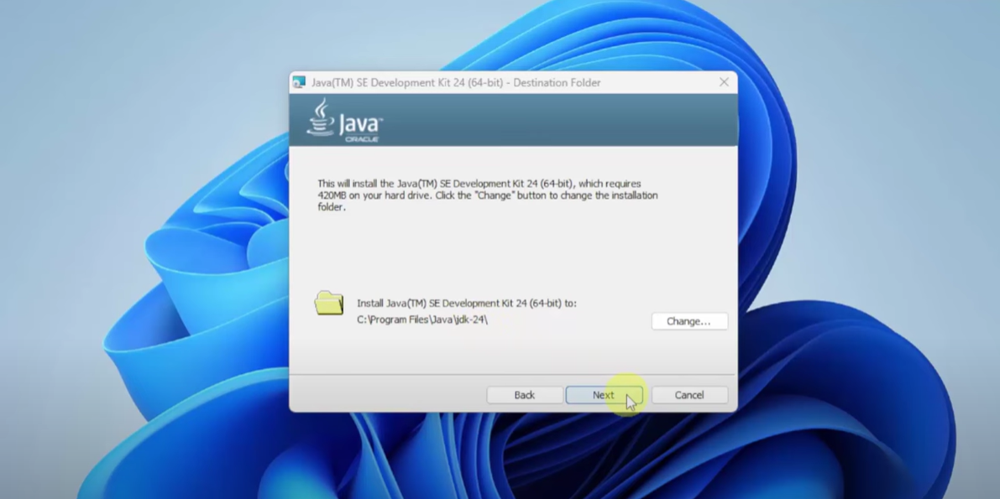 Java(TM) SE Development Kit 24 (64-bit) - Destination Folder
Java™
ORACLE
This will install the Java(TM) SE Development Kit 24 (64-bit), which requires
420MB on your hard drive. Click the "Change" button to change the installation
folder.
Install Java(TM) SE Development Kit 24 (64-bit) to:
C:\Program Files\Java\jdk-24\
Change...
Back
Next
Cancel